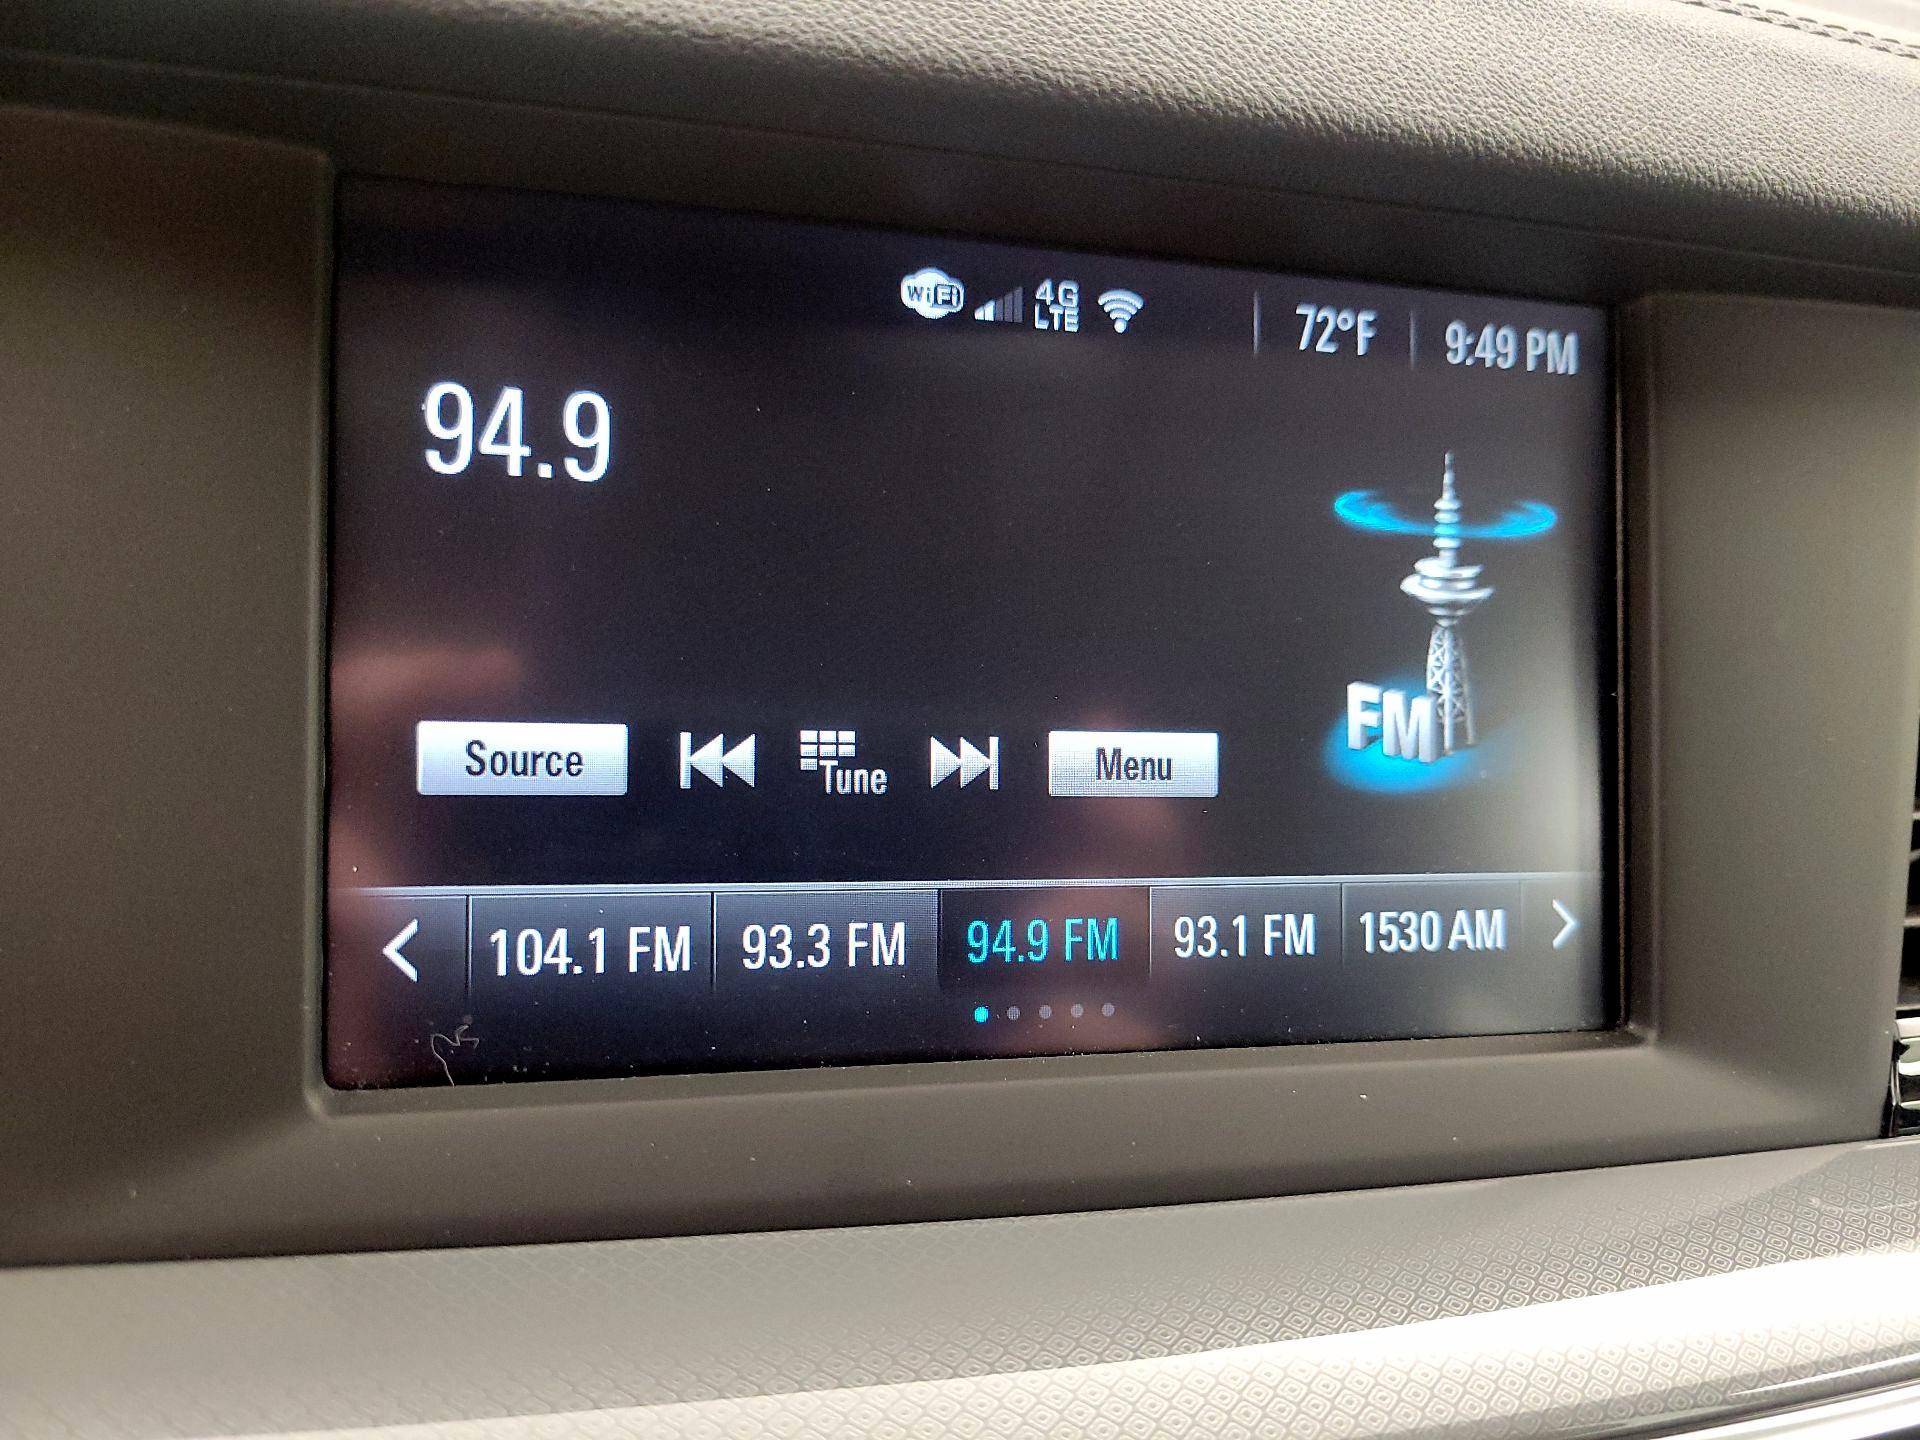 WiFi 4G LTE 72°F 9:49 PM
94.9
FM
Source Tune Menu
104.1 FM 93.3 FM 94.9 FM 93.1 FM 1530 AM